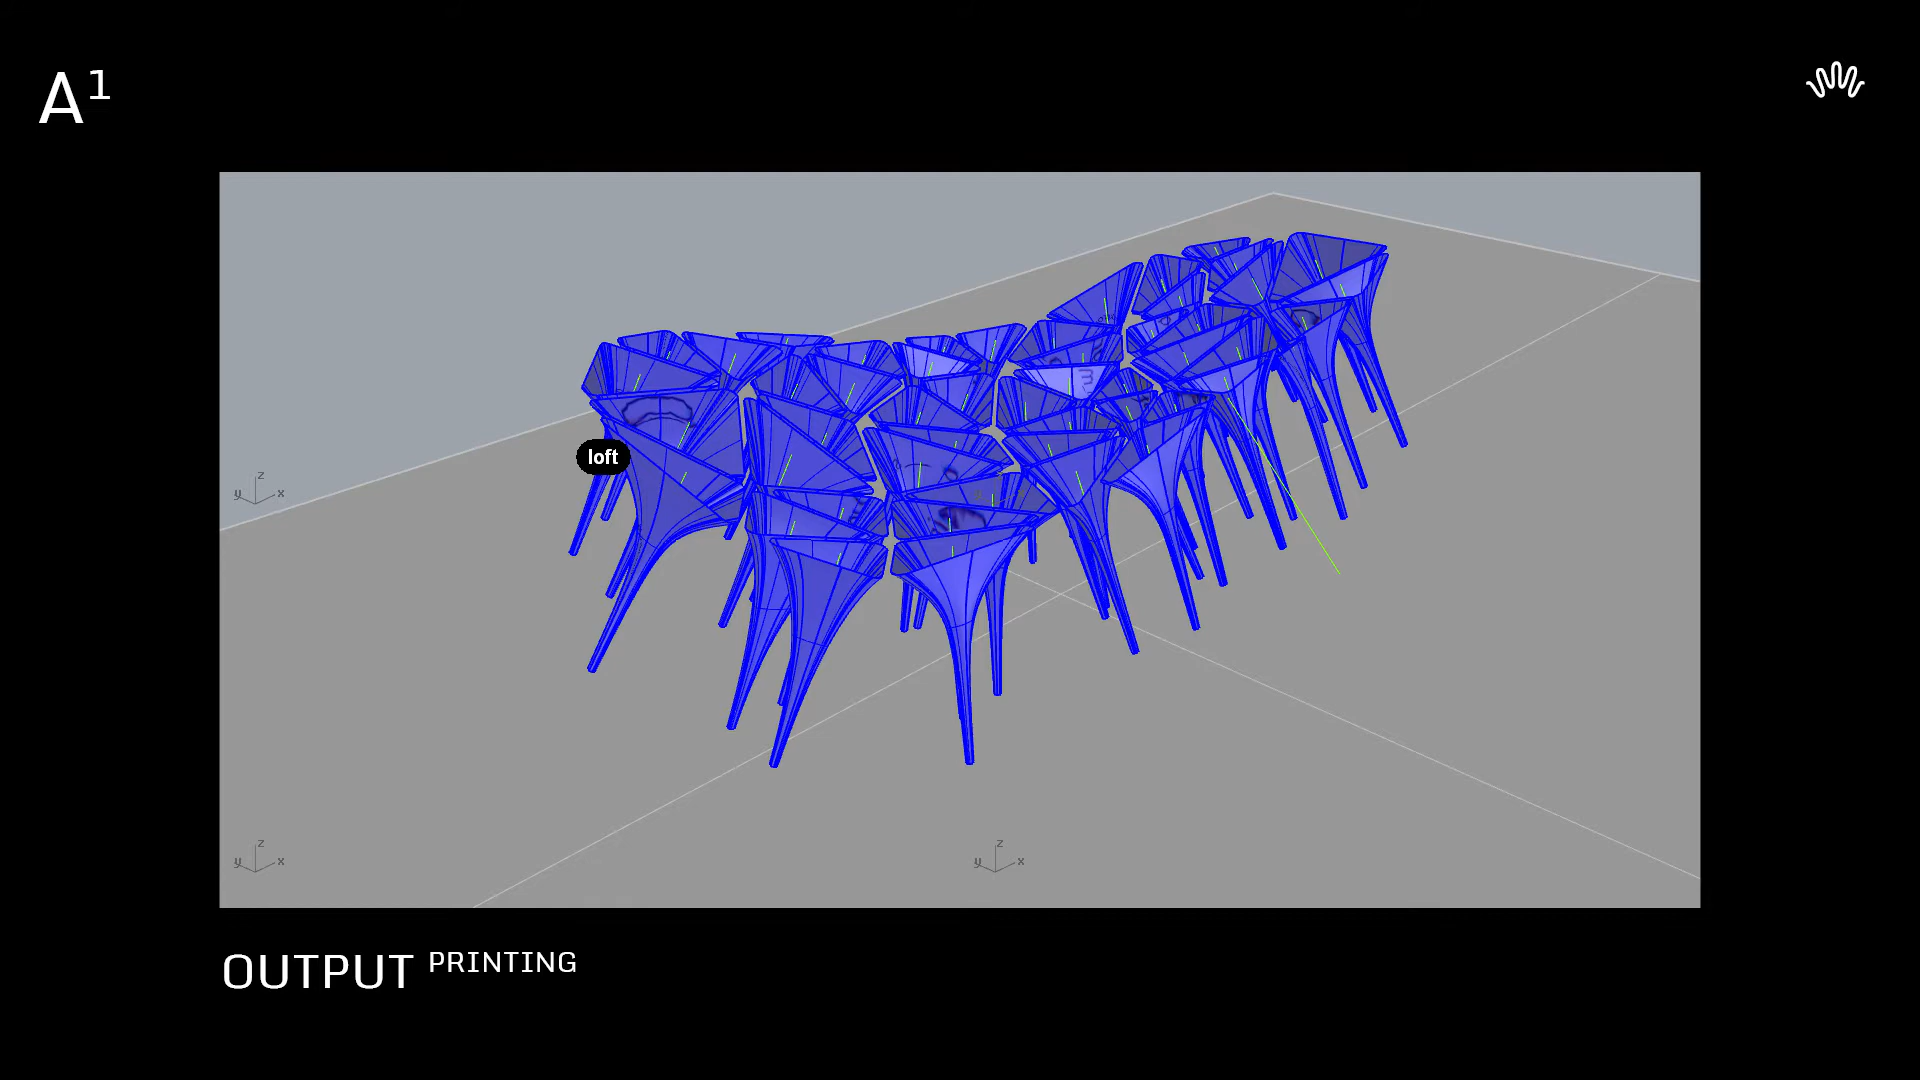 A¹
loft
z
y x
z
y x
z
y x
OUTPUT PRINTING